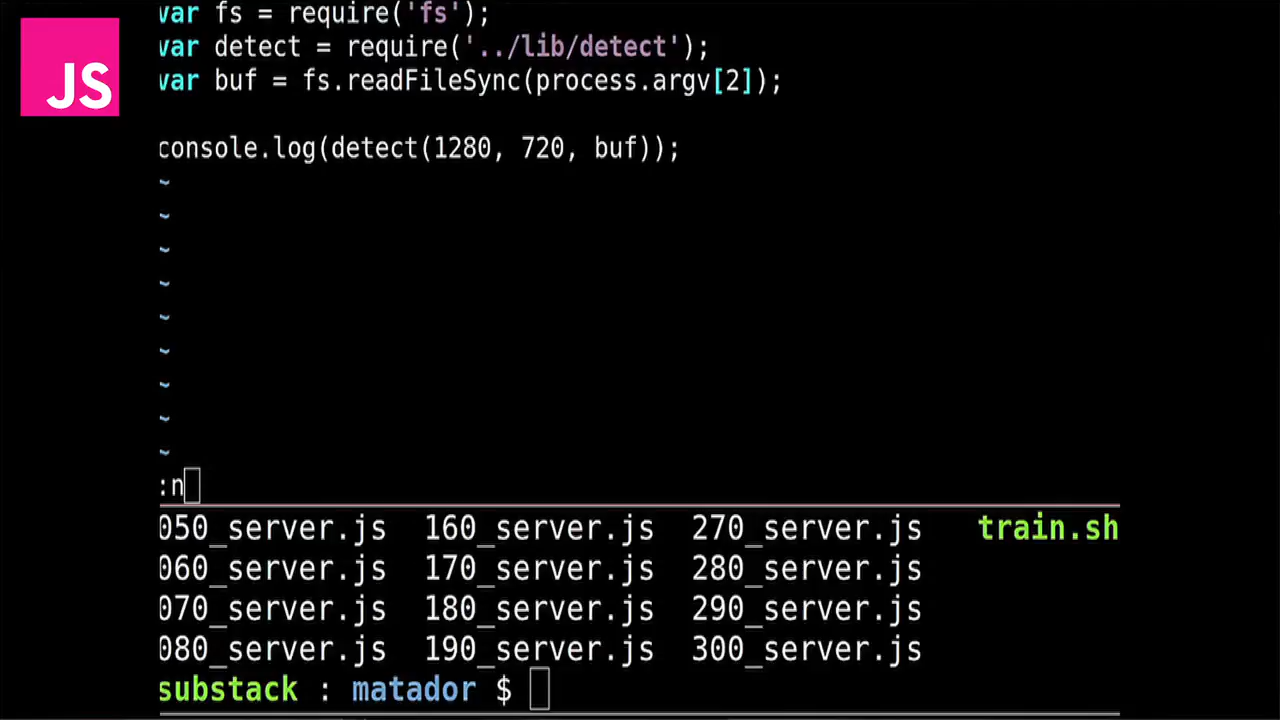 JS
var fs = require('fs');
var detect = require('../lib/detect');
var buf = fs.readFileSync(process.argv[2]);
console.log(detect(1280, 720, buf));
~
~
~
~
~
~
~
~
~
:n
050_server.js 160_server.js 270_server.js train.sh
060_server.js 170_server.js 280_server.js
070_server.js 180_server.js 290_server.js
080_server.js 190_server.js 300_server.js
substack : matador $